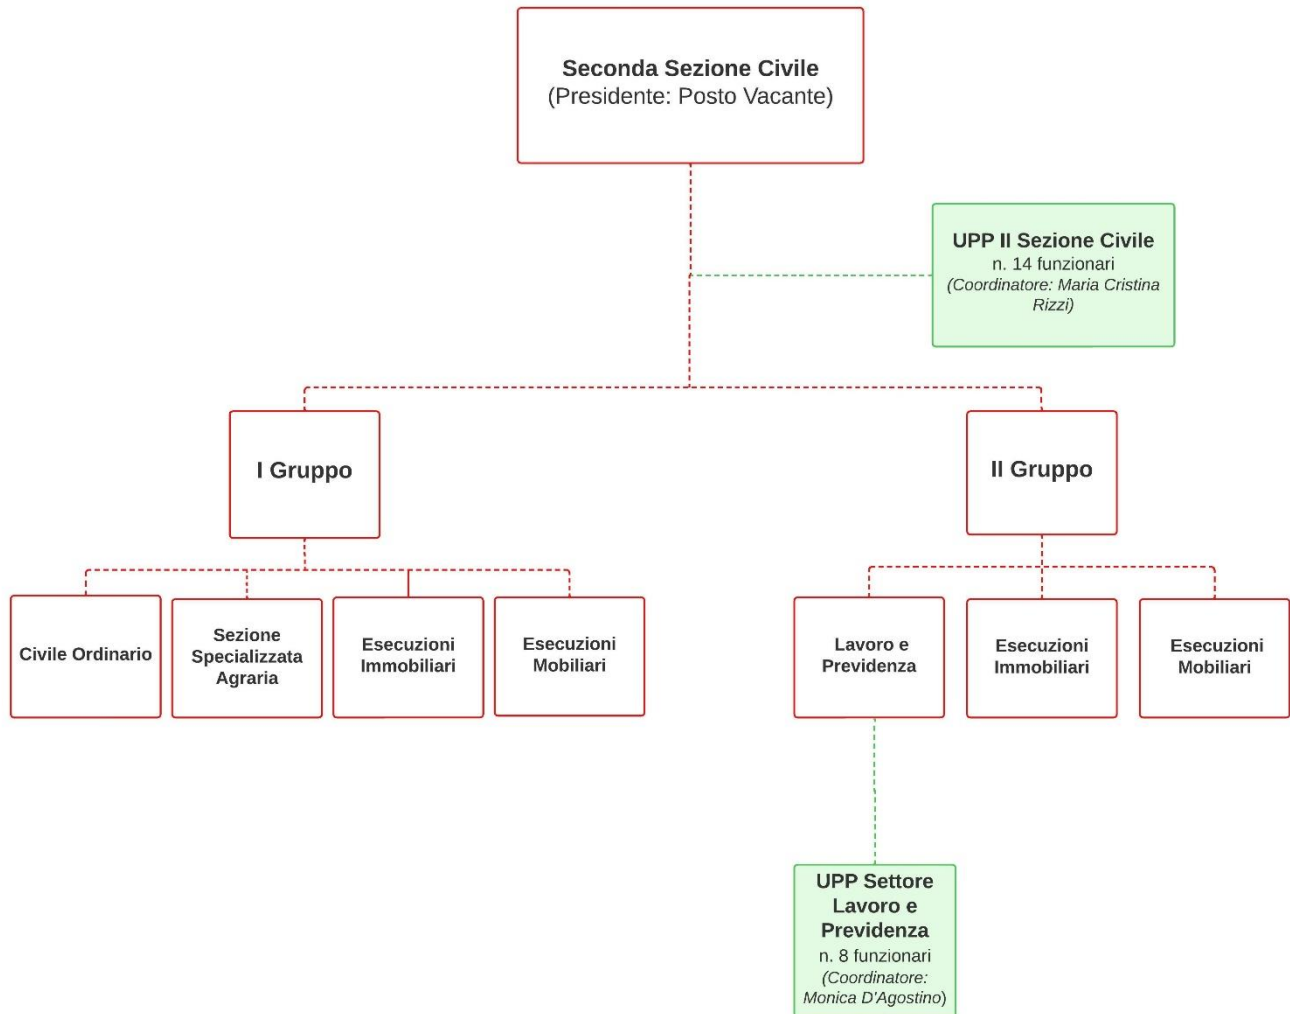 Seconda Sezione Civile
(Presidente: Posto Vacante)
UPP II Sezione Civile
n. 14 funzionari
(Coordinatore: Maria Cristina
Rizzi)
I Gruppo
II Gruppo
Civile Ordinario
Sezione
Specializzata
Agraria
Esecuzioni
Immobiliari
Esecuzioni
Mobiliari
Lavoro e
Previdenza
Esecuzioni
Immobiliari
Esecuzioni
Mobiliari
UPP Settore
Lavoro e
Previdenza
n. 8 funzionari
(Coordinatore:
Monica D'Agostino)